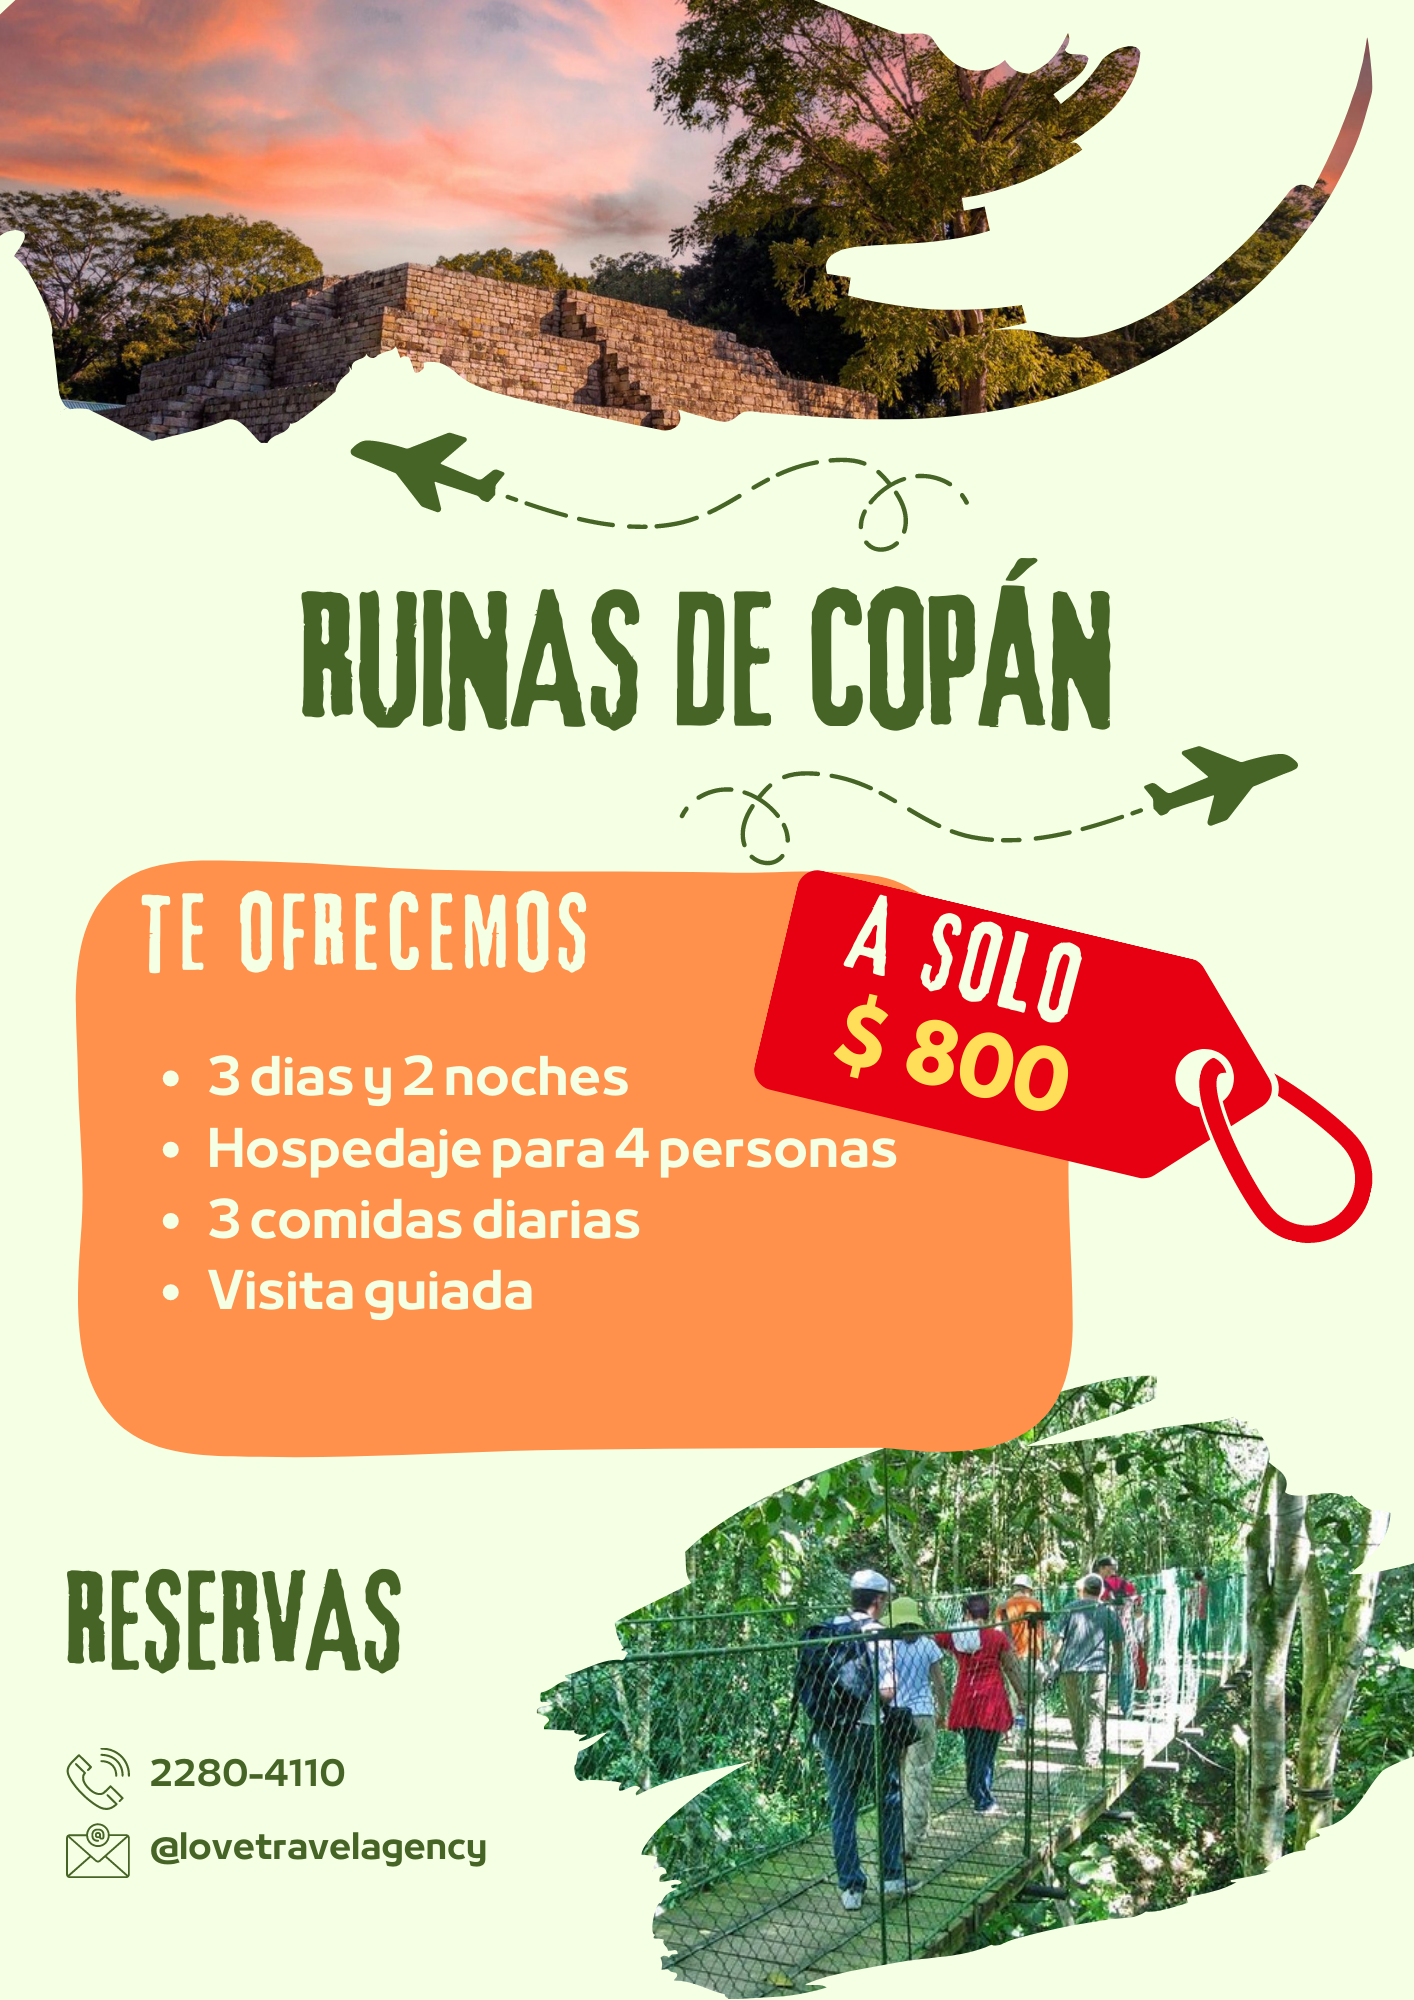 RUINAS DE COPÁN
TE OFRECEMOS
A SOLO
$ 800
• 3 dias y 2 noches
• Hospedaje para 4 personas
• 3 comidas diarias
• Visita guiada
RESERVAS
2280-4110
@lovetravelagency